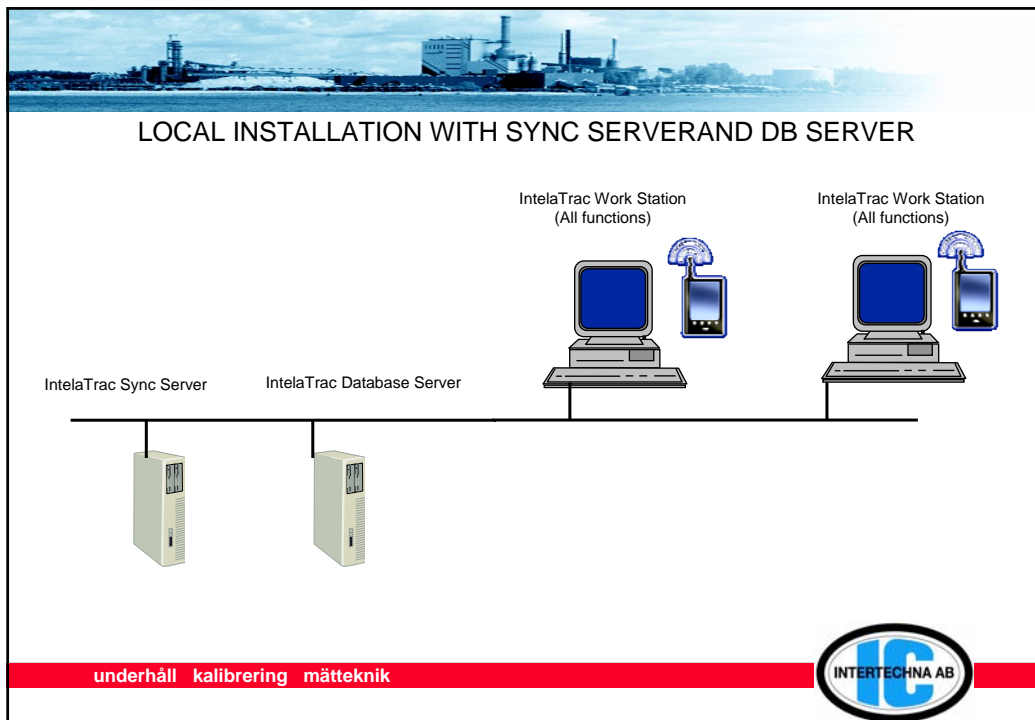 LOCAL INSTALLATION WITH SYNC SERVERAND DB SERVER
IntelaTrac Work Station
(All functions)
IntelaTrac Work Station
(All functions)
IntelaTrac Sync Server
IntelaTrac Database Server
underhåll kalibrering mätteknik
IC
INTERTECHNA AB